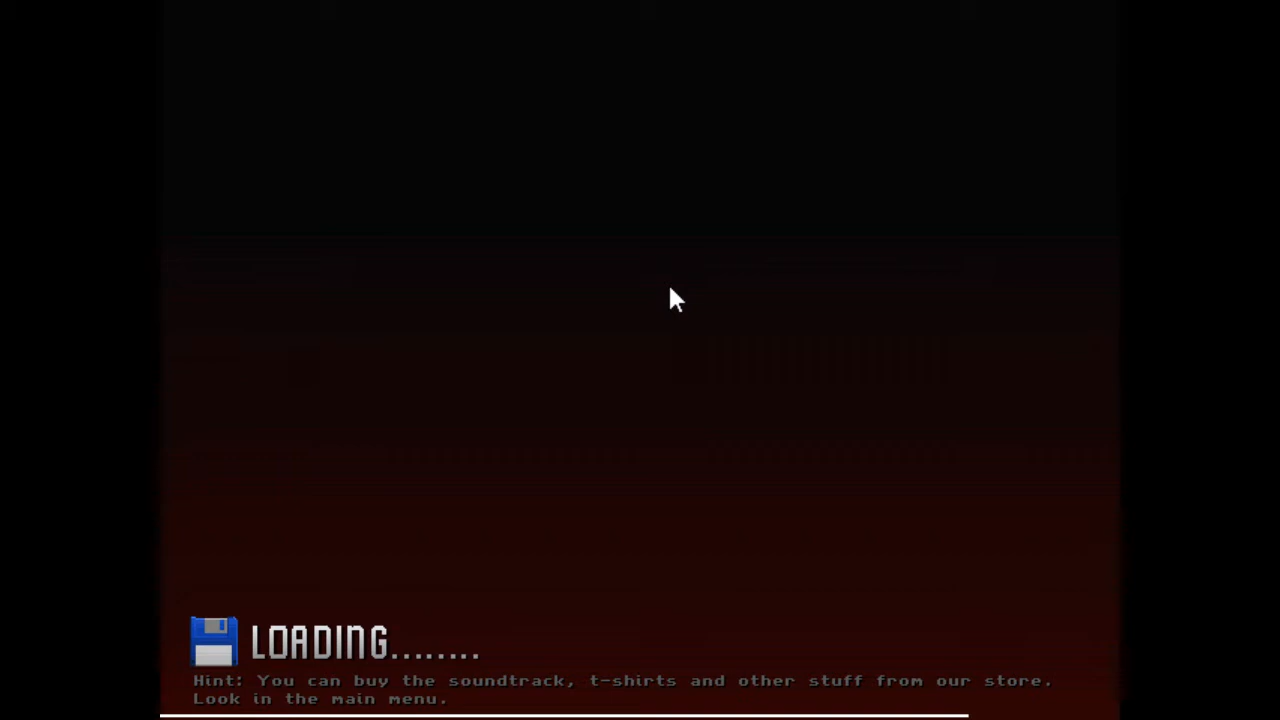 LOADING........
Hint: You can buy the soundtrack, t-shirts and other stuff from our store.
Look in the main menu.